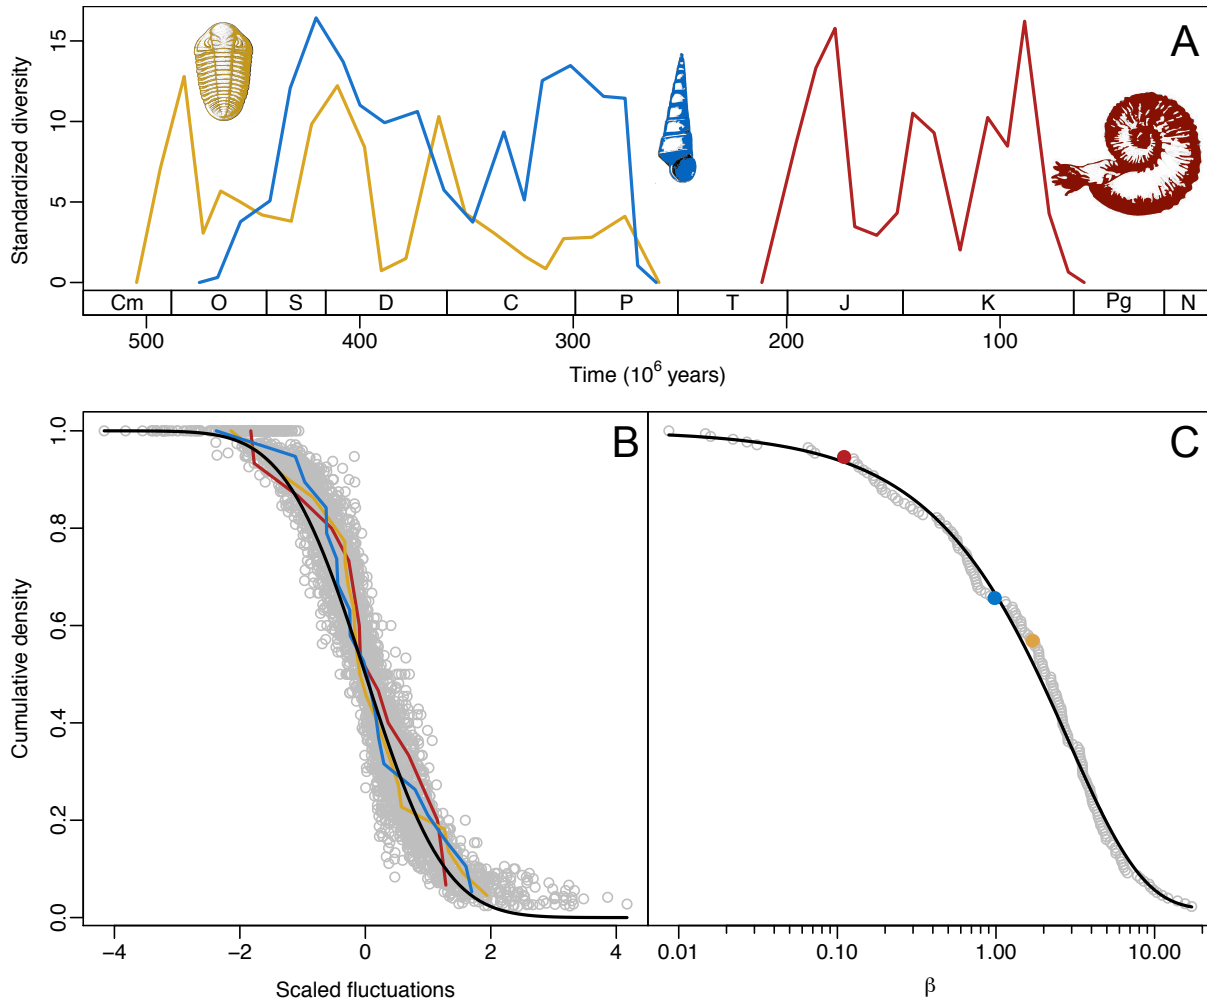 A
Standardized diversity
15
10
5
0
Cm O S D C P T J K Pg N
500 400 300 200 100
Time (10⁶ years)
B
C
Cumulative density
1.0
0.8
0.6
0.4
0.2
0.0
−4 −2 0 2 4
Scaled fluctuations
0.01 0.10 1.00 10.00
β